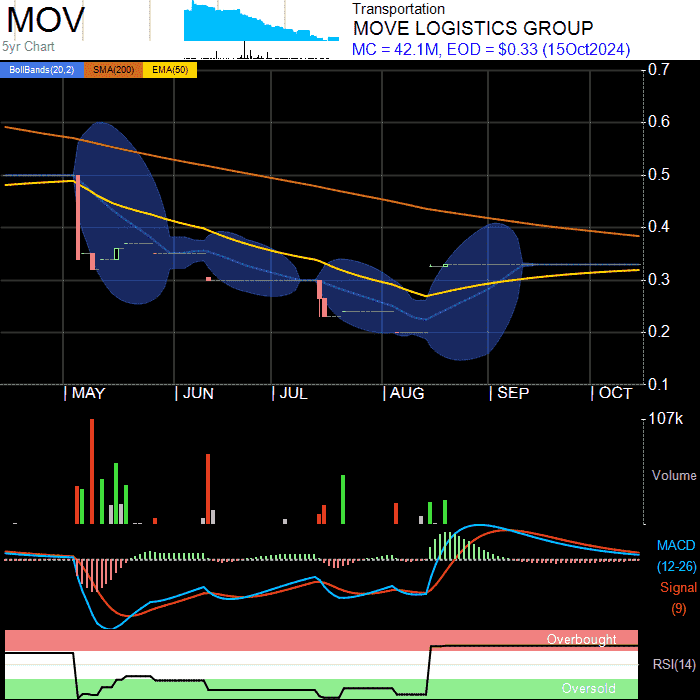 MOV
5yr Chart
Transportation
MOVE LOGISTICS GROUP
MC = 42.1M, EOD = $0.33 (15Oct2024)
BollBands(20,2) SMA(200) EMA(50)
0.7
0.6
0.5
0.4
0.3
0.2
0.1
| MAY | JUN | JUL | AUG | SEP | OCT
107k
Volume
MACD
(12-26)
Signal
(9)
Overbought
RSI(14)
Oversold